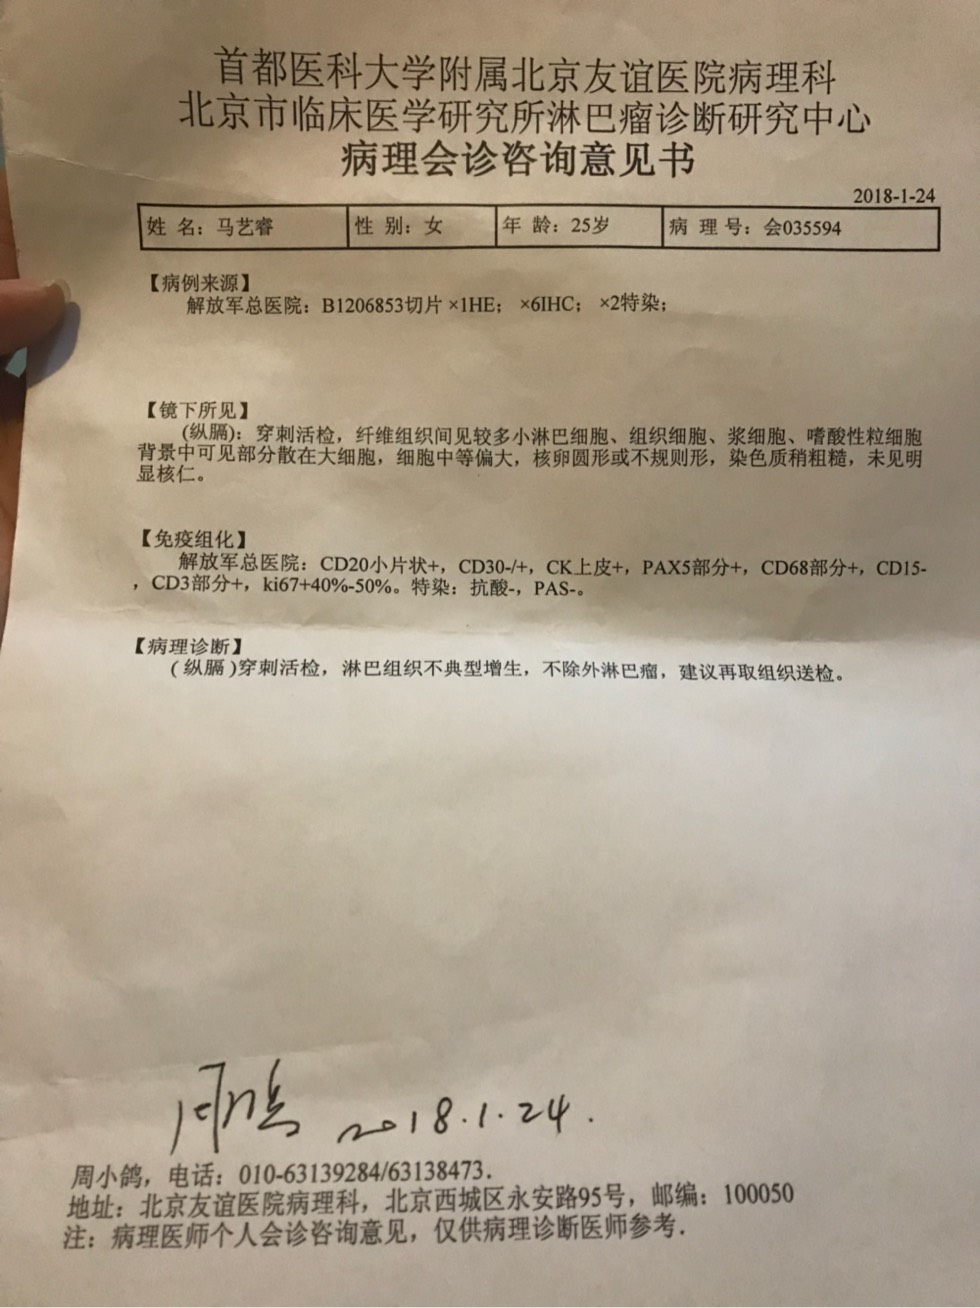 首都医科大学附属北京友谊医院病理科
北京市临床医学研究所淋巴瘤诊断研究中心
病理会诊咨询意见书
2018-1-24
姓 名：马艺睿 性 别：女 年 龄：25岁 病 理 号：会035594
【病例来源】
解放军总医院：B1206853切片 ×1HE； ×6IHC； ×2特染；
【镜下所见】
(纵膈)：穿刺活检，纤维组织间见较多小淋巴细胞、组织细胞、浆细胞、嗜酸性粒细胞
背景中可见部分散在大细胞，细胞中等偏大，核卵圆形或不规则形，染色质稍粗糙，未见明
显核仁。
【免疫组化】
解放军总医院：CD20小片状+，CD30-/+，CK上皮+，PAX5部分+，CD68部分+，CD15-
，CD3部分+，ki67+40%-50%。特染：抗酸-，PAS-。
【病理诊断】
( 纵膈 )穿刺活检，淋巴组织不典型增生，不除外淋巴瘤，建议再取组织送检。
周小鸽 2018.1.24.
周小鸽，电话：010-63139284/63138473.
地址：北京友谊医院病理科，北京西城区永安路95号，邮编：100050
注：病理医师个人会诊咨询意见，仅供病理诊断医师参考.